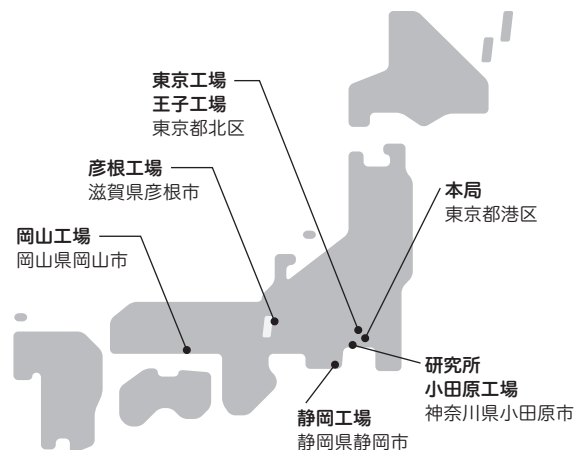 東京工場
王子工場
東京都北区
彦根工場
滋賀県彦根市
本局
東京都港区
岡山工場
岡山県岡山市
研究所
小田原工場
神奈川県小田原市
静岡工場
静岡県静岡市